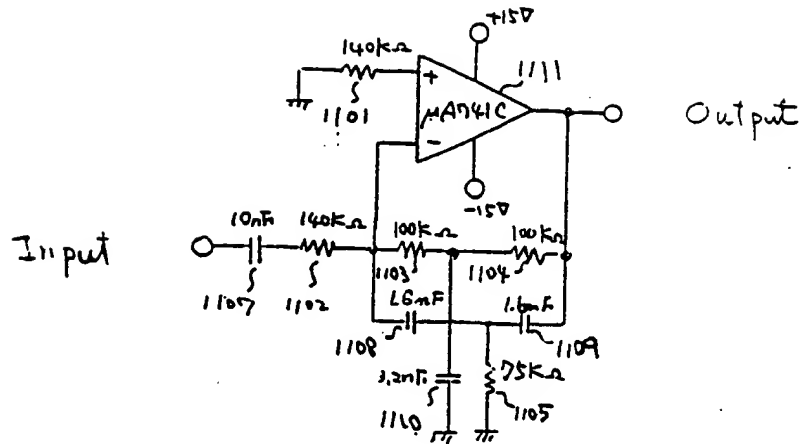 +15V
140kΩ
1111
+
μA741C
1101
Output
-
-15V
10nF
140kΩ
100kΩ
100kΩ
Input
1107
1102
1103
1104
1.6nF
1.6nF
1108
1109
3.2nF
75kΩ
1110
1105